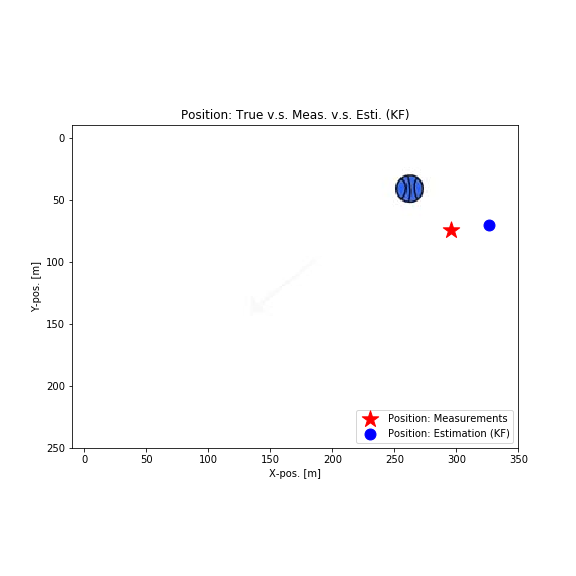 Position: True v.s. Meas. v.s. Esti. (KF)
0
50
100
150
200
250
Y-pos. [m]
0
50
100
150
200
250
300
350
X-pos. [m]
Position: Measurements
Position: Estimation (KF)